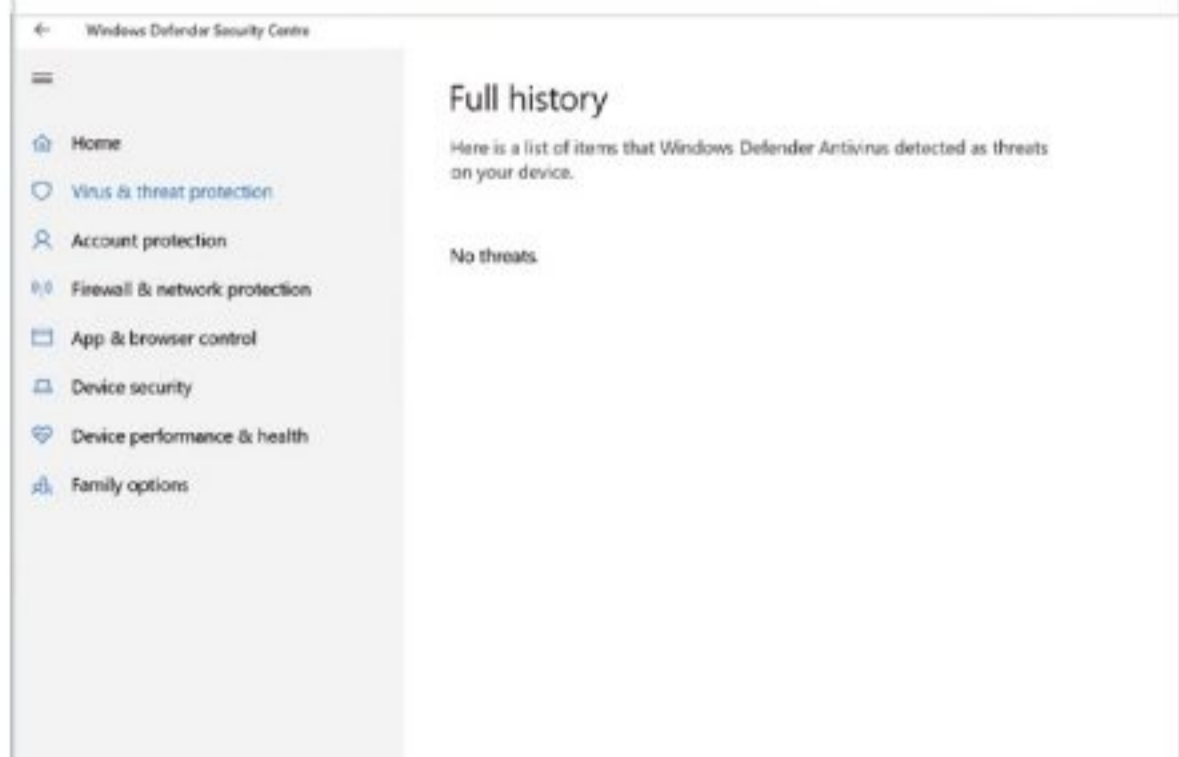 Windows Defender Security Centre
Home
Virus & threat protection
Account protection
Firewall & network protection
App & browser control
Device security
Device performance & health
Family options
Full history
Here is a list of items that Windows Defender Antivirus detected as threats
on your device.
No threats.